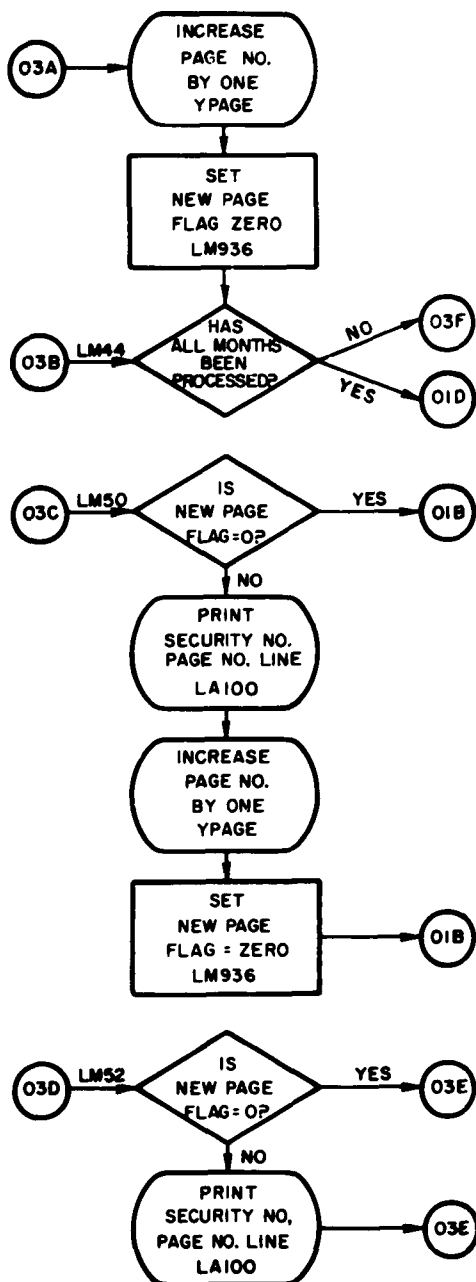 INCREASE
PAGE NO.
BY ONE
YPAGE
03A
SET
NEW PAGE
FLAG ZERO
LM936
03B
LM44
HAS
ALL MONTHS
BEEN
PROCESSED?
NO
03F
YES
01D
03C
LM50
IS
NEW PAGE
FLAG=0?
YES
01B
NO
PRINT
SECURITY NO.
PAGE NO. LINE
LA100
INCREASE
PAGE NO.
BY ONE
YPAGE
SET
NEW PAGE
FLAG = ZERO
LM936
01B
03D
LM52
IS
NEW PAGE
FLAG=0?
YES
03E
NO
PRINT
SECURITY NO,
PAGE NO. LINE
LA100
03E